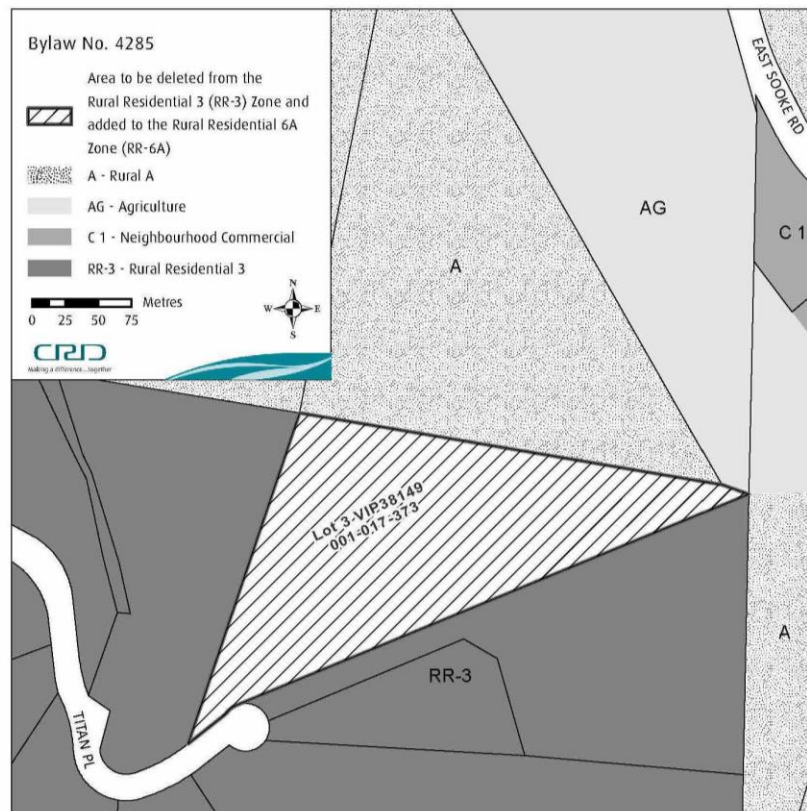 Bylaw No. 4285
Area to be deleted from the
Rural Residential 3 (RR-3) Zone and
added to the Rural Residential 6A
Zone (RR-6A)
A - Rural A
AG - Agriculture
C 1 - Neighbourhood Commercial
RR-3 - Rural Residential 3
Metres
0 25 50 75
N
W E
S
CRD
Making a difference...together
EAST SOOKE RD
AG
C 1
A
Lot 3-VIP38149
001-017-373
A
RR-3
TITAN PL